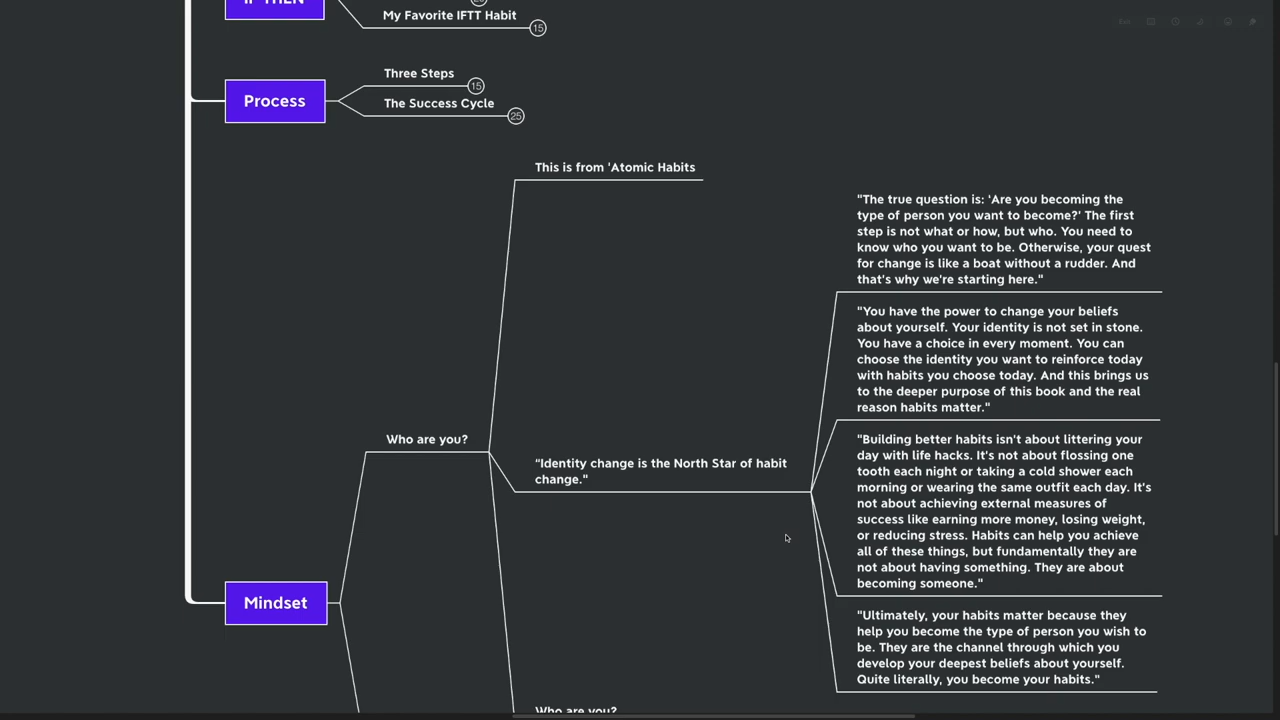 IF THEN
My Favorite IFTT Habit
15
Process
Three Steps
15
The Success Cycle
25
This is from 'Atomic Habits
"The true question is: 'Are you becoming the
type of person you want to become?' The first
step is not what or how, but who. You need to
know who you want to be. Otherwise, your quest
for change is like a boat without a rudder. And
that's why we're starting here."
"You have the power to change your beliefs
about yourself. Your identity is not set in stone.
You have a choice in every moment. You can
choose the identity you want to reinforce today
with habits you choose today. And this brings us
to the deeper purpose of this book and the real
reason habits matter."
Who are you?
"Identity change is the North Star of habit
change."
"Building better habits isn't about littering your
day with life hacks. It's not about flossing one
tooth each night or taking a cold shower each
morning or wearing the same outfit each day. It's
not about achieving external measures of
success like earning more money, losing weight,
or reducing stress. Habits can help you achieve
all of these things, but fundamentally they are
not about having something. They are about
becoming someone."
Mindset
"Ultimately, your habits matter because they
help you become the type of person you wish to
be. They are the channel through which you
develop your deepest beliefs about yourself.
Quite literally, you become your habits."
Who are you?